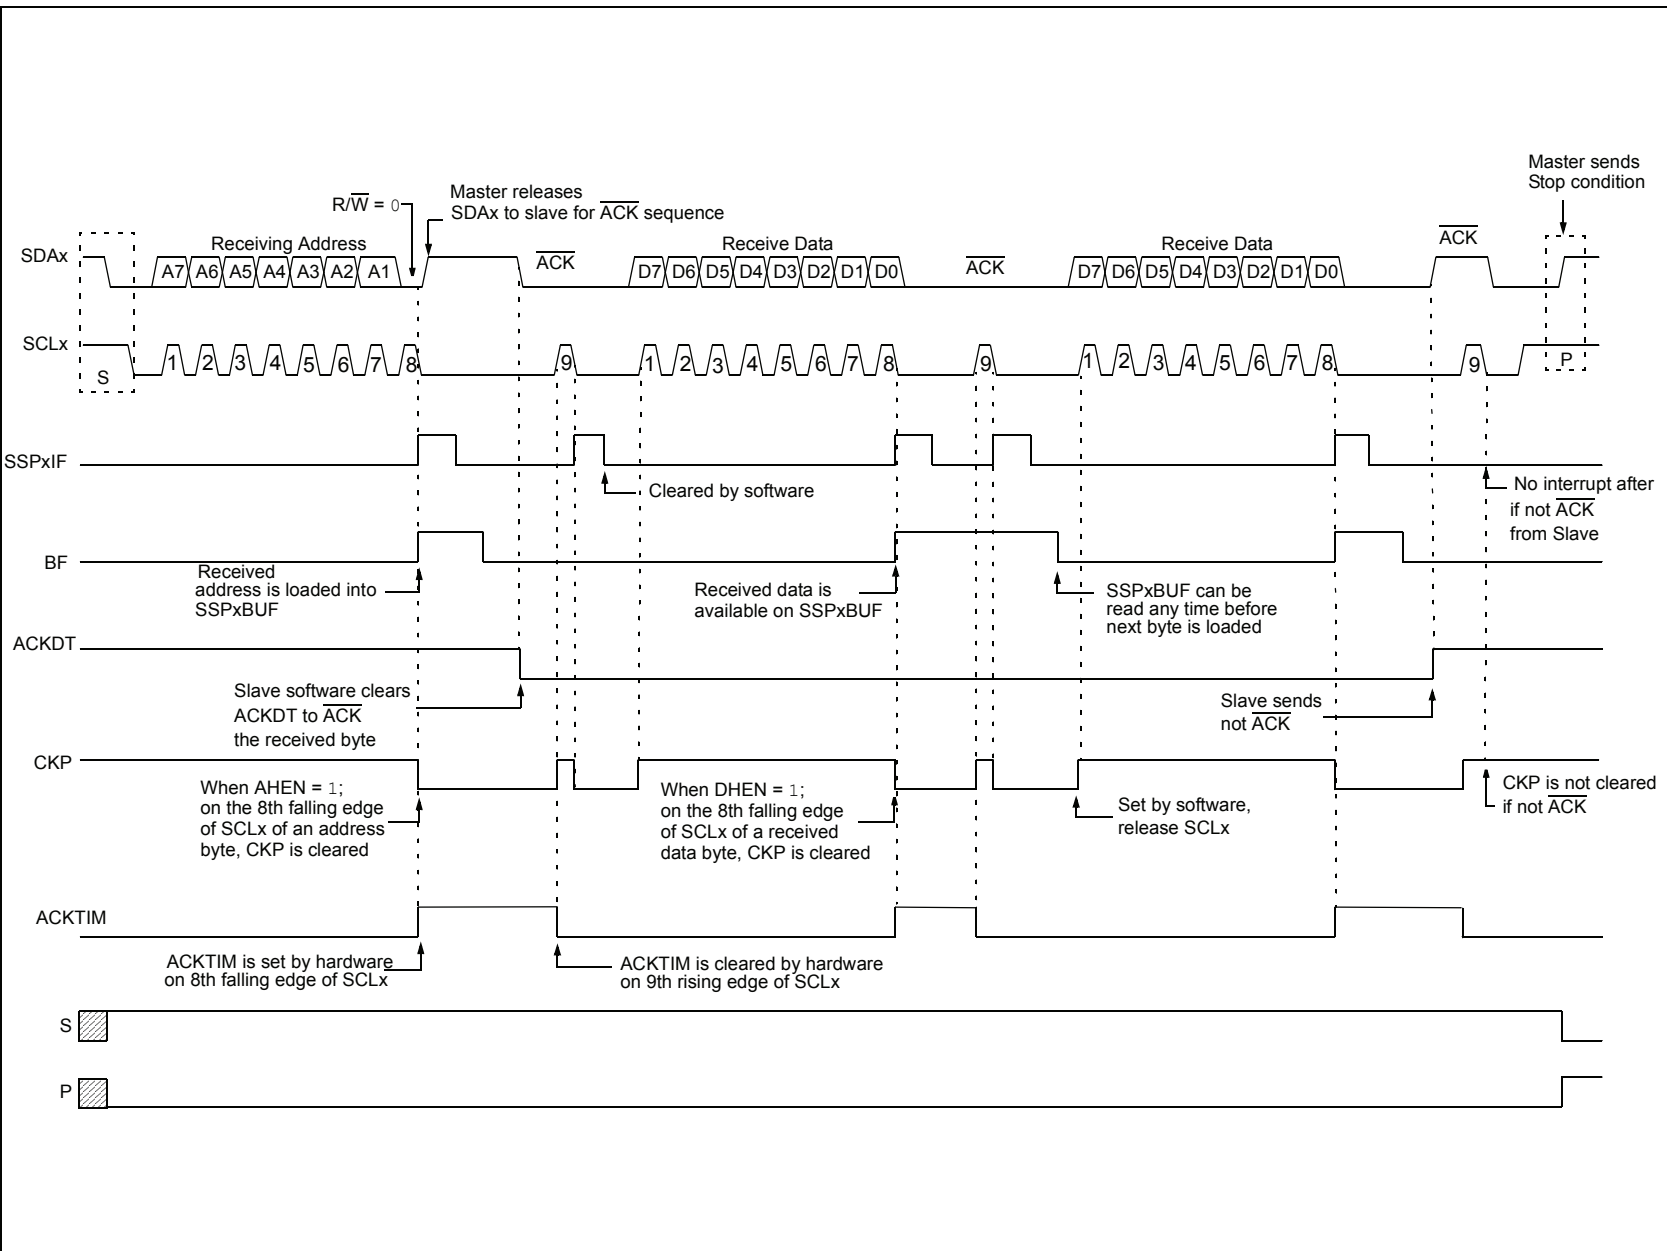 Master sends
Stop condition
R/W̅ = 0
Master releases
SDAx to slave for A̅C̅K̅ sequence
SDAx
Receiving Address
A̅C̅K̅
Receive Data
A̅C̅K̅
Receive Data
A̅C̅K̅
A7 A6 A5 A4 A3 A2 A1
D7 D6 D5 D4 D3 D2 D1 D0
D7 D6 D5 D4 D3 D2 D1 D0
SCLx
S
1 2 3 4 5 6 7 8 9
1 2 3 4 5 6 7 8 9
1 2 3 4 5 6 7 8 9
P
SSPxIF
Cleared by software
No interrupt after
if not A̅C̅K̅
from Slave
BF
Received
address is loaded into
SSPxBUF
Received data is
available on SSPxBUF
SSPxBUF can be
read any time before
next byte is loaded
ACKDT
Slave software clears
ACKDT to A̅C̅K̅
the received byte
Slave sends
not A̅C̅K̅
CKP
When AHEN = 1;
on the 8th falling edge
of SCLx of an address
byte, CKP is cleared
When DHEN = 1;
on the 8th falling edge
of SCLx of a received
data byte, CKP is cleared
Set by software,
release SCLx
CKP is not cleared
if not A̅C̅K̅
ACKTIM
ACKTIM is set by hardware
on 8th falling edge of SCLx
ACKTIM is cleared by hardware
on 9th rising edge of SCLx
S
P